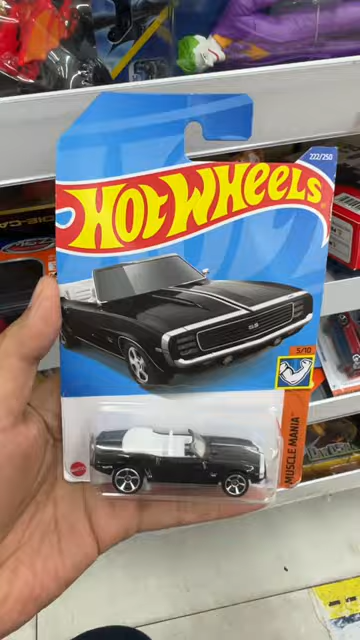 222/250
HOT WHEELS
SS
5/10
MUSCLE MANIA